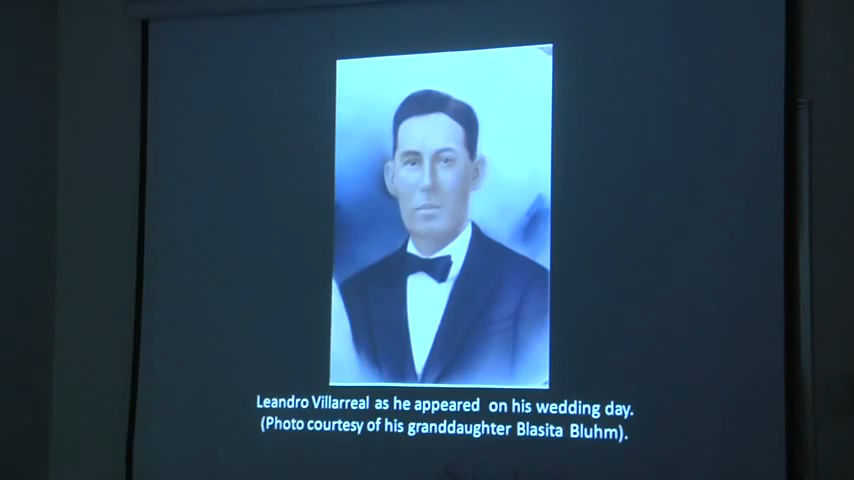 Leandro Villarreal as he appeared on his wedding day.
(Photo courtesy of his granddaughter Blasita Bluhm).